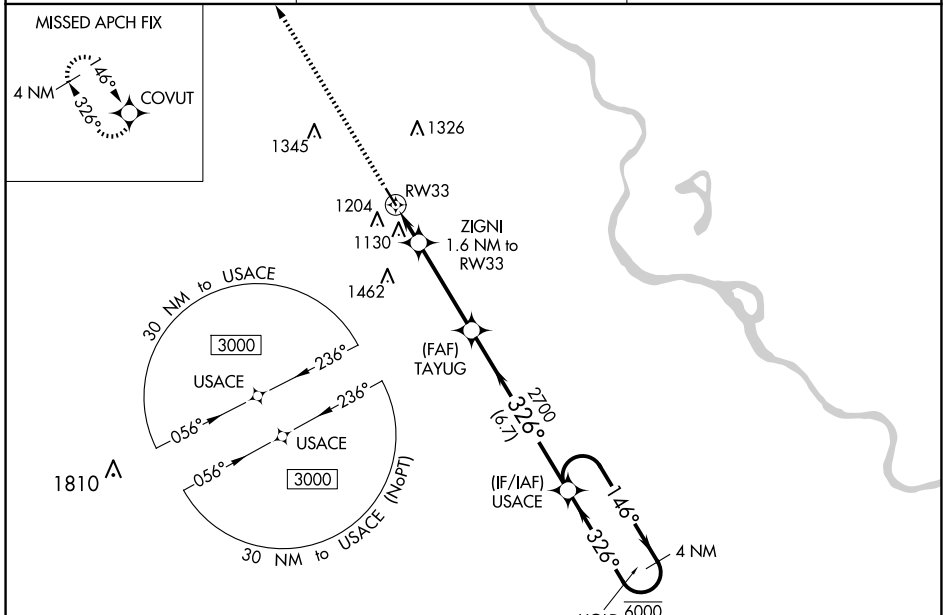 MISSED APCH FIX
146°
4 NM
COVUT
326°
1345
1326
RW33
1204
1130
ZIGNI
1.6 NM to
RW33
1462
30 NM to USACE
3000
236°
USACE
056°
(FAF)
TAYUG
2700
326°
(6.7)
236°
USACE
056°
3000
30 NM to USACE (NoPT)
1810
(IF/IAF)
USACE
146°
326°
4 NM
6000